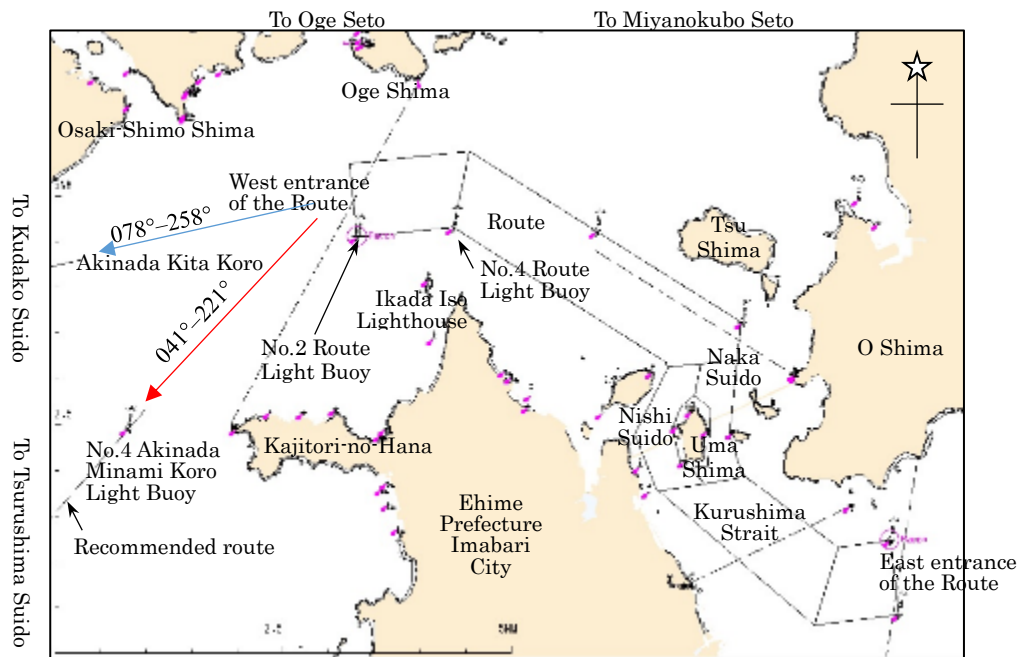 To Oge Seto
To Miyanokubo Seto
Oge Shima
Osaki-Shimo Shima
West entrance
of the Route
078°–258°
Akinada Kita Koro
041°–221°
To Kudako Suido
To Tsurushima Suido
Route
No.4 Route
Light Buoy
Tsu
Shima
Ikada Iso
Lighthouse
No.2 Route
Light Buoy
O Shima
Naka
Suido
Nishi
Suido
Uma
Shima
Kajitori-no-Hana
No.4 Akinada
Minami Koro
Light Buoy
Recommended route
Ehime
Prefecture
Imabari
City
Kurushima
Strait
East entrance
of the Route
2.5
5HM